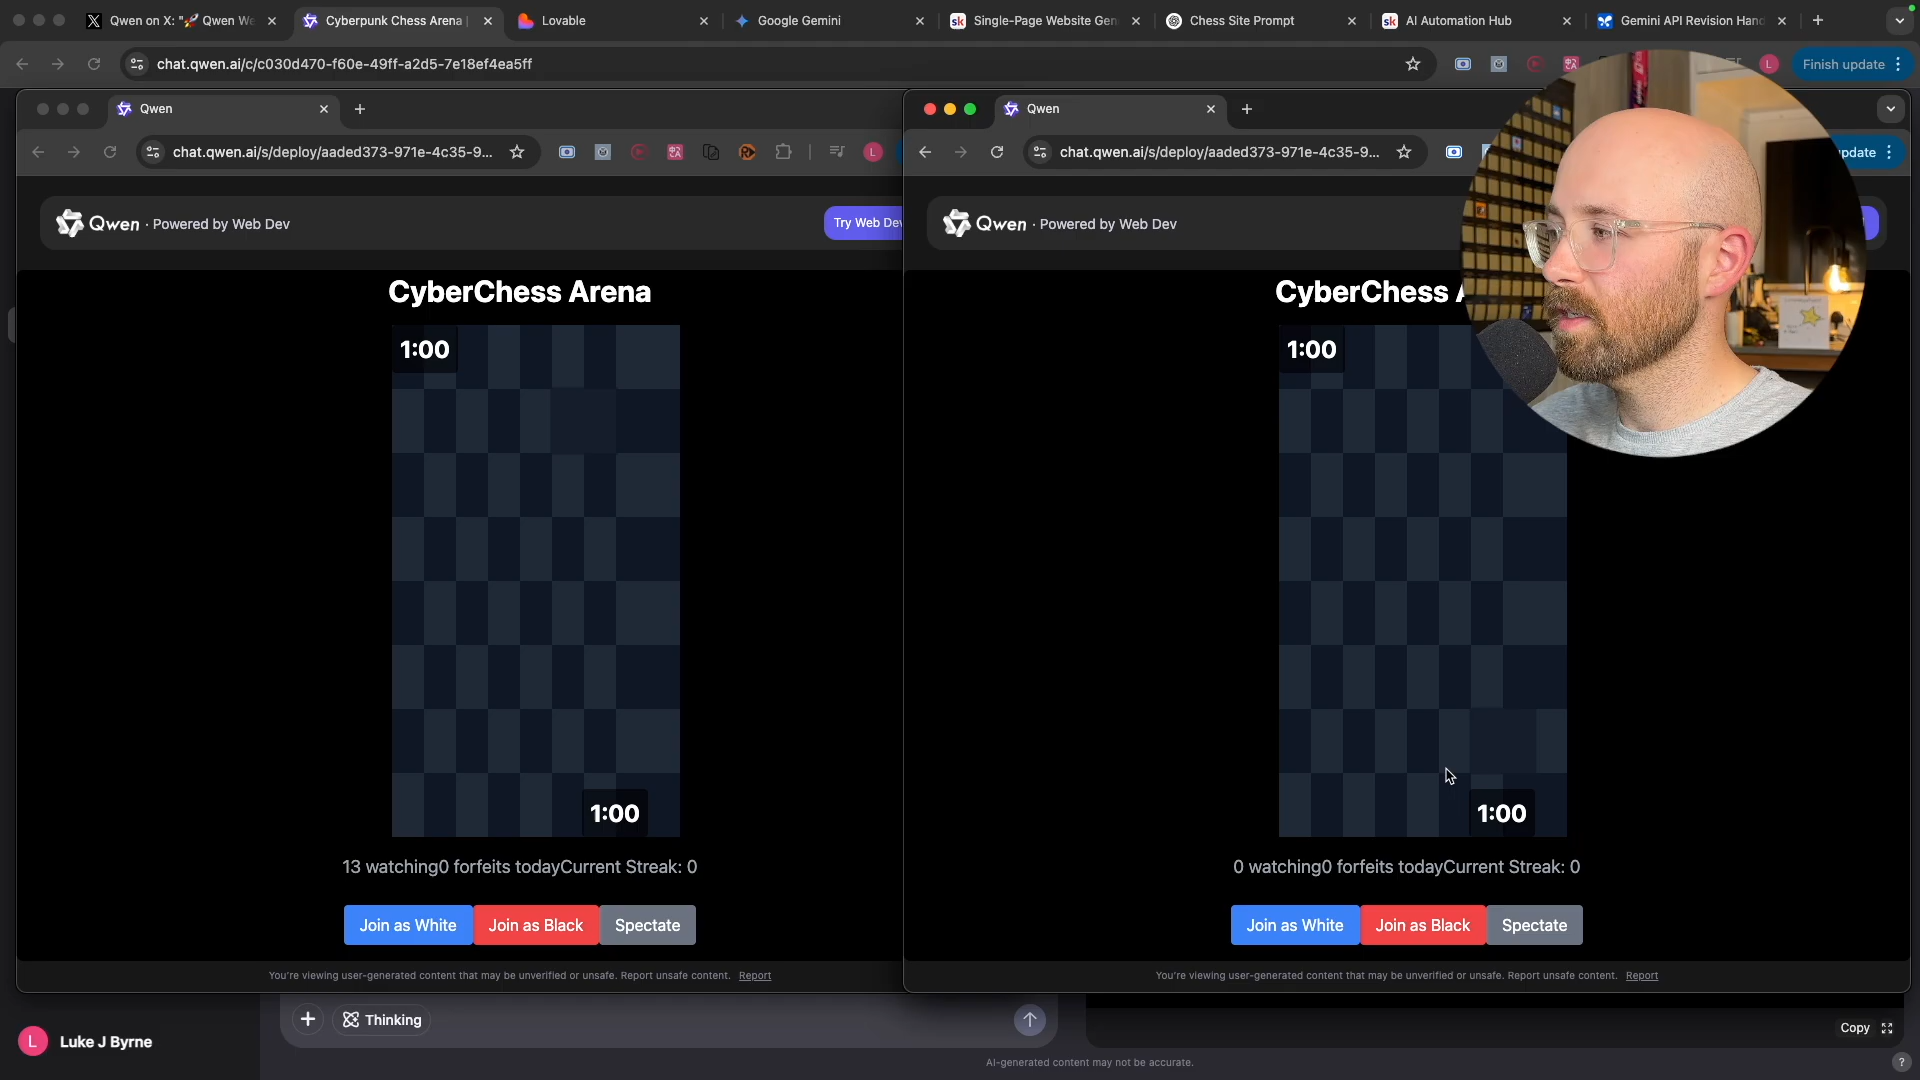 Qwen on X: "🚀 Qwen We
Cyberpunk Chess Arena |
Lovable
Google Gemini
Single-Page Website Gen
Chess Site Prompt
AI Automation Hub
Gemini API Revision Hand
chat.qwen.ai/c/c030d470-f60e-49ff-a2d5-7e18ef4ea5ff
Finish update
Qwen
chat.qwen.ai/s/deploy/aaded373-971e-4c35-9...
Qwen · Powered by Web Dev
Try Web Dev
CyberChess Arena
1:00
1:00
13 watching0 forfeits todayCurrent Streak: 0
Join as White
Join as Black
Spectate
You're viewing user-generated content that may be unverified or unsafe. Report unsafe content. Report
Qwen
chat.qwen.ai/s/deploy/aaded373-971e-4c35-9...
pdate
Qwen · Powered by Web Dev
CyberChess A
1:00
1:00
0 watching0 forfeits todayCurrent Streak: 0
Join as White
Join as Black
Spectate
You're viewing user-generated content that may be unverified or unsafe. Report unsafe content. Report
Thinking
L
Luke J Byrne
Copy
AI-generated content may not be accurate.